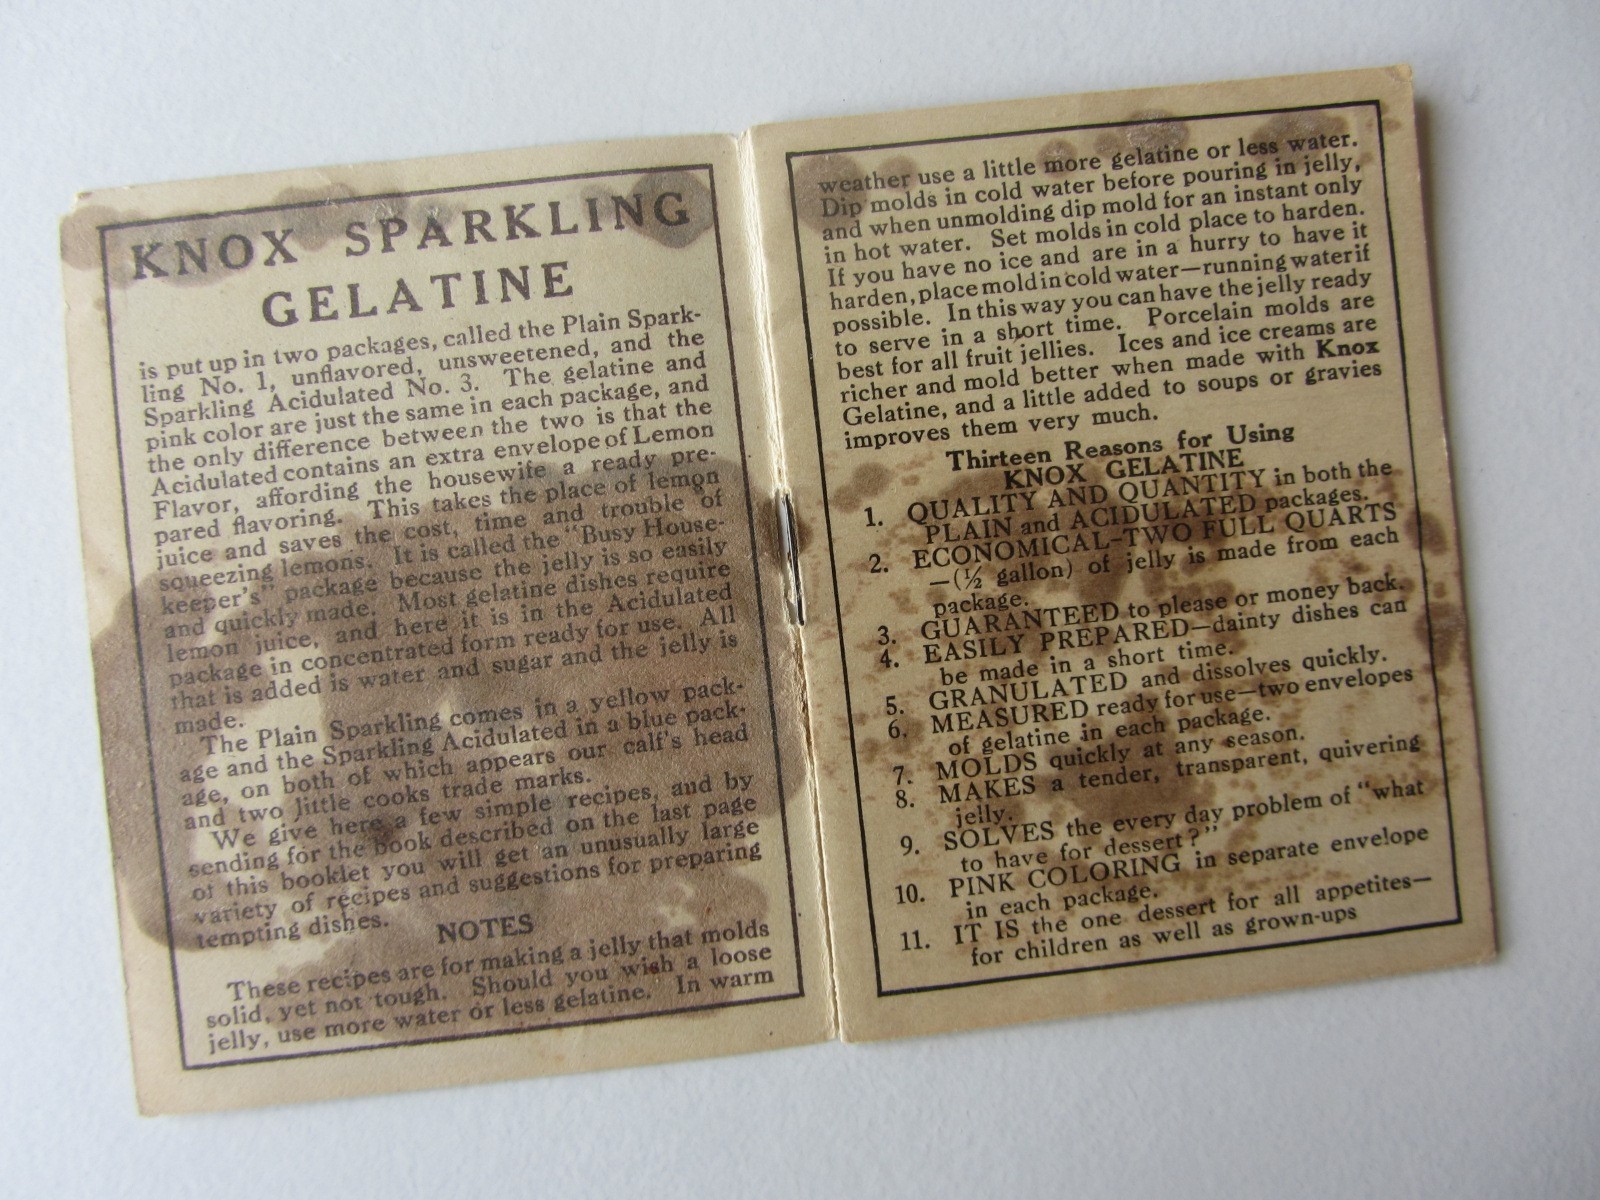 KNOX SPARKLING
GELATINE
is put up in two packages, called the Plain Spark-
ling No. 1, unflavored, unsweetened, and the
Sparkling Acidulated No. 3. The gelatine and
pink color are just the same in each package, and
the only difference between the two is that the
Acidulated contains an extra envelope of Lemon
Flavor, affording the housewife a ready pre-
pared flavoring. This takes the place of lemon
juice and saves the cost, time and trouble of
squeezing lemons. It is called the "Busy House-
keeper's" package because the jelly is so easily
and quickly made. Most gelatine dishes require
lemon juice, and here it is in the Acidulated
package in concentrated form ready for use. All
that is added is water and sugar and the jelly is
made.
The Plain Sparkling comes in a yellow pack-
age and the Sparkling Acidulated in a blue pack-
age, on both of which appears our calf's head
and two little cooks trade marks.
We give here a few simple recipes, and by
sending for the book described on the last page
of this booklet you will get an unusually large
variety of recipes and suggestions for preparing
tempting dishes.
NOTES
These recipes are for making a jelly that molds
solid, yet not tough. Should you wish a loose
jelly, use more water or less gelatine. In warm
weather use a little more gelatine or less water.
Dip molds in cold water before pouring in jelly,
and when unmolding dip mold for an instant only
in hot water. Set molds in cold place to harden.
If you have no ice and are in a hurry to have it
harden, place mold in cold water—running water if
possible. In this way you can have the jelly ready
to serve in a short time. Porcelain molds are
best for all fruit jellies. Ices and ice creams are
richer and mold better when made with Knox
Gelatine, and a little added to soups or gravies
improves them very much.
Thirteen Reasons for Using
KNOX GELATINE
1. QUALITY AND QUANTITY in both the
PLAIN and ACIDULATED packages.
2. ECONOMICAL-TWO FULL QUARTS
—(½ gallon) of jelly is made from each
package.
3. GUARANTEED to please or money back.
4. EASILY PREPARED—dainty dishes can
be made in a short time.
5. GRANULATED and dissolves quickly.
6. MEASURED ready for use—two envelopes
of gelatine in each package.
7. MOLDS quickly at any season.
8. MAKES a tender, transparent, quivering
jelly.
9. SOLVES the every day problem of "what
to have for dessert?"
10. PINK COLORING in separate envelope
in each package.
11. IT IS the one dessert for all appetites—
for children as well as grown-ups